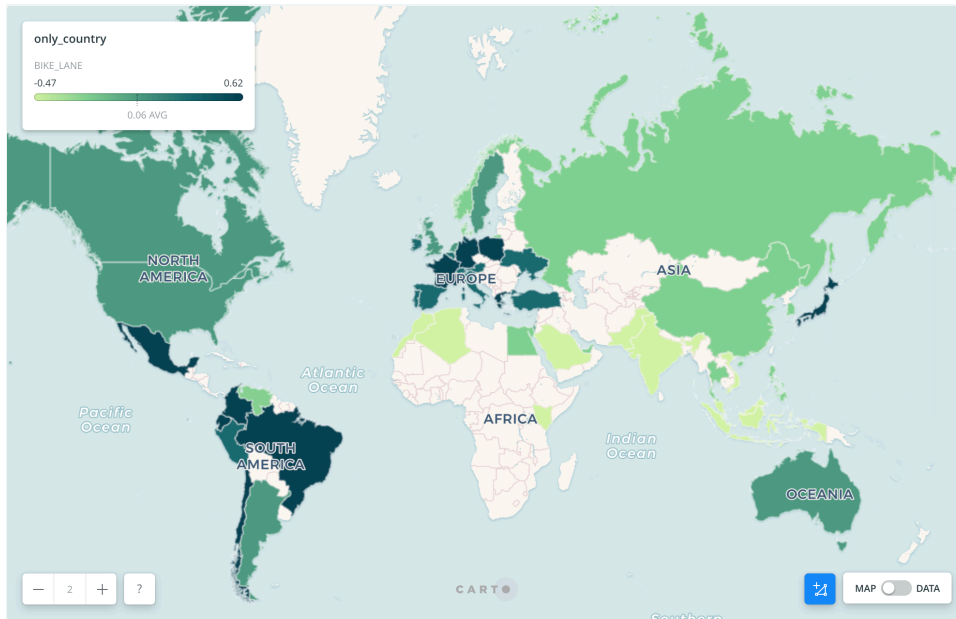 only_country
BIKE_LANE
-0.47 0.62
0.06 AVG
NORTH
AMERICA
EUROPE
ASIA
Atlantic
Ocean
Pacific
Ocean
AFRICA
Indian
Ocean
SOUTH
AMERICA
OCEANIA
− 2 + ?
CARTO
MAP DATA
Southern